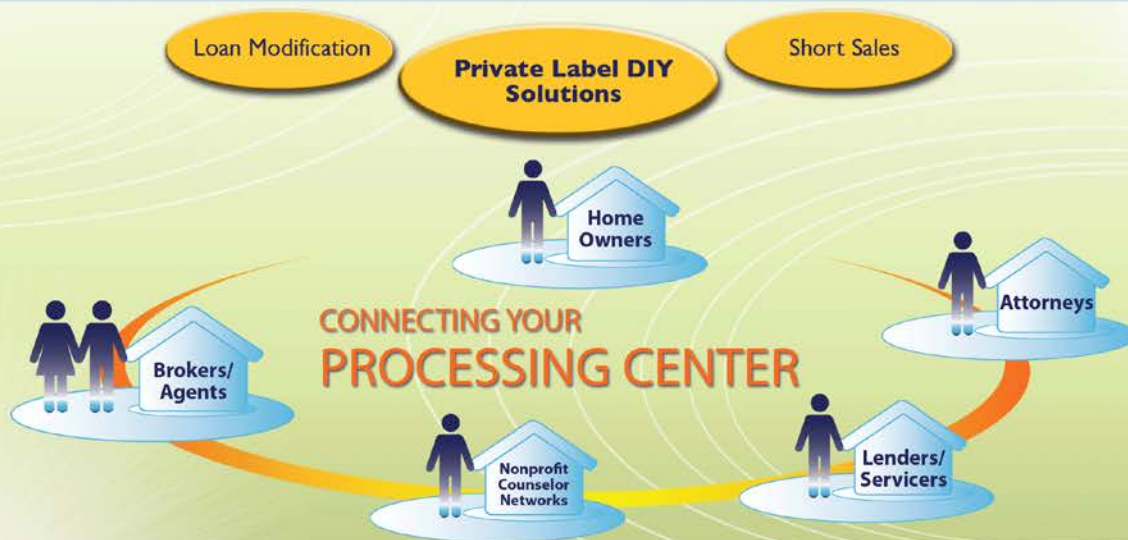 Loan Modification
Private Label DIY
Solutions
Short Sales
Home
Owners
Attorneys
CONNECTING YOUR
PROCESSING CENTER
Brokers/
Agents
Nonprofit
Counselor
Networks
Lenders/
Servicers